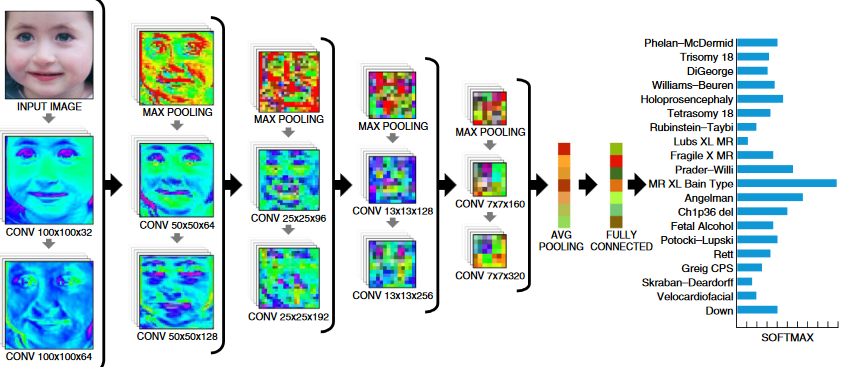 INPUT IMAGE
CONV 100x100x32
CONV 100x100x64
MAX POOLING
CONV 50x50x64
CONV 50x50x128
MAX POOLING
CONV 25x25x96
CONV 25x25x192
MAX POOLING
CONV 13x13x128
CONV 13x13x256
MAX POOLING
CONV 7x7x160
CONV 7x7x320
AVG
POOLING
FULLY
CONNECTED
Phelan–McDermid
Trisomy 18
DiGeorge
Williams–Beuren
Holoprosencephaly
Tetrasomy 18
Rubinstein–Taybi
Lubs XL MR
Fragile X MR
Prader–Willi
MR XL Bain Type
Angelman
Ch1p36 del
Fetal Alcohol
Potocki–Lupski
Rett
Greig CPS
Skraban–Deardorff
Velocardiofacial
Down
SOFTMAX